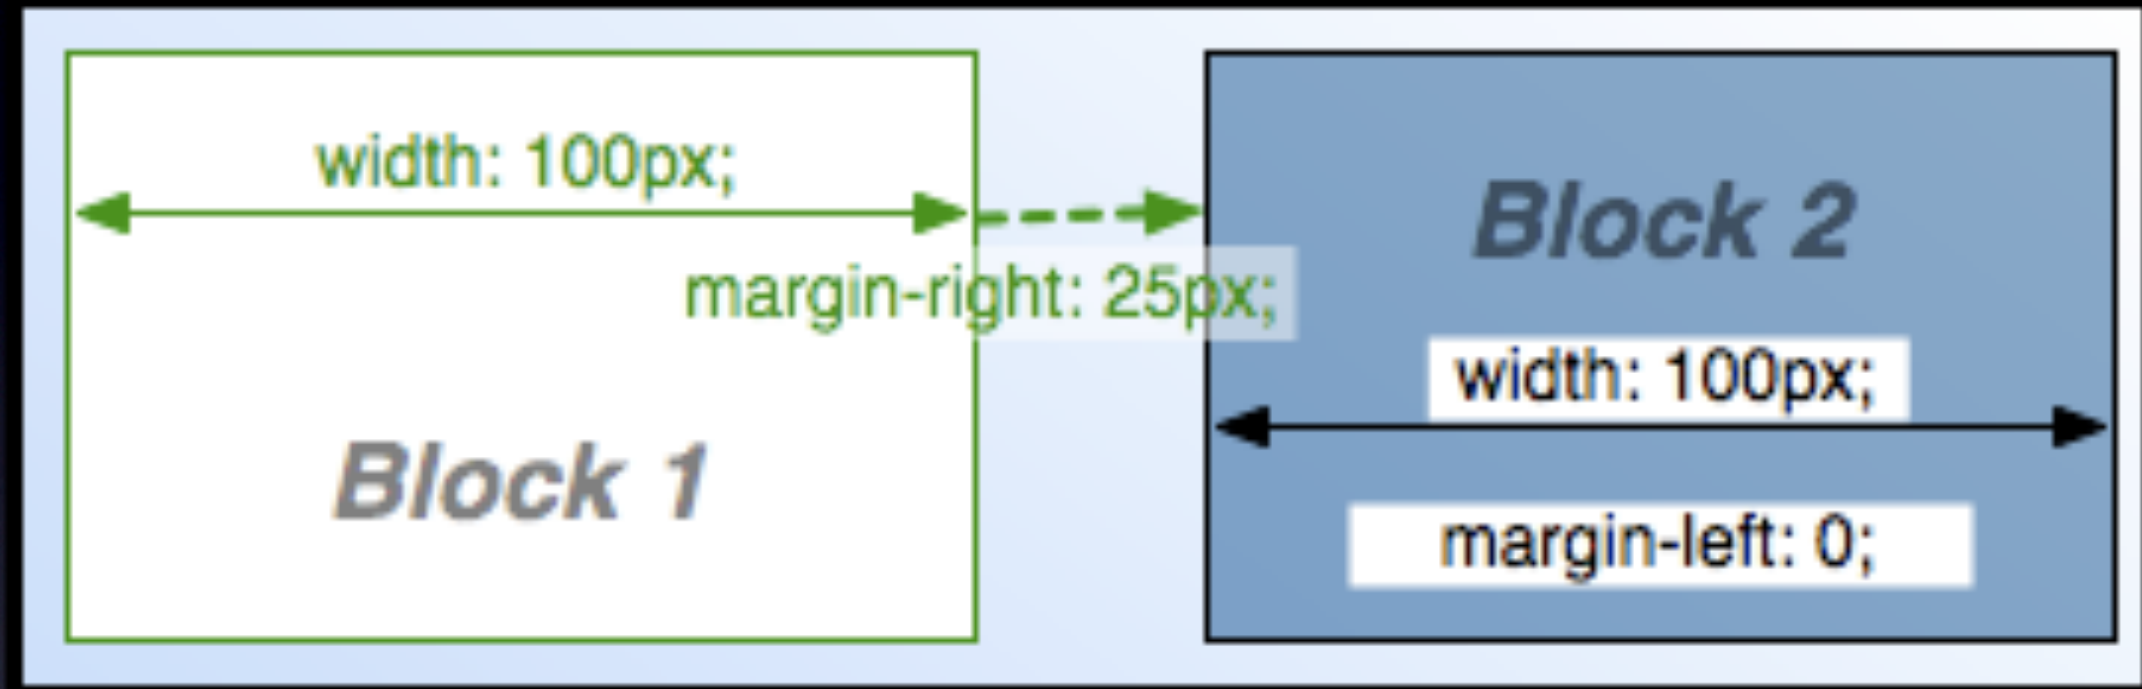 width: 100px;
margin-right: 25px;
Block 1
Block 2
width: 100px;
margin-left: 0;